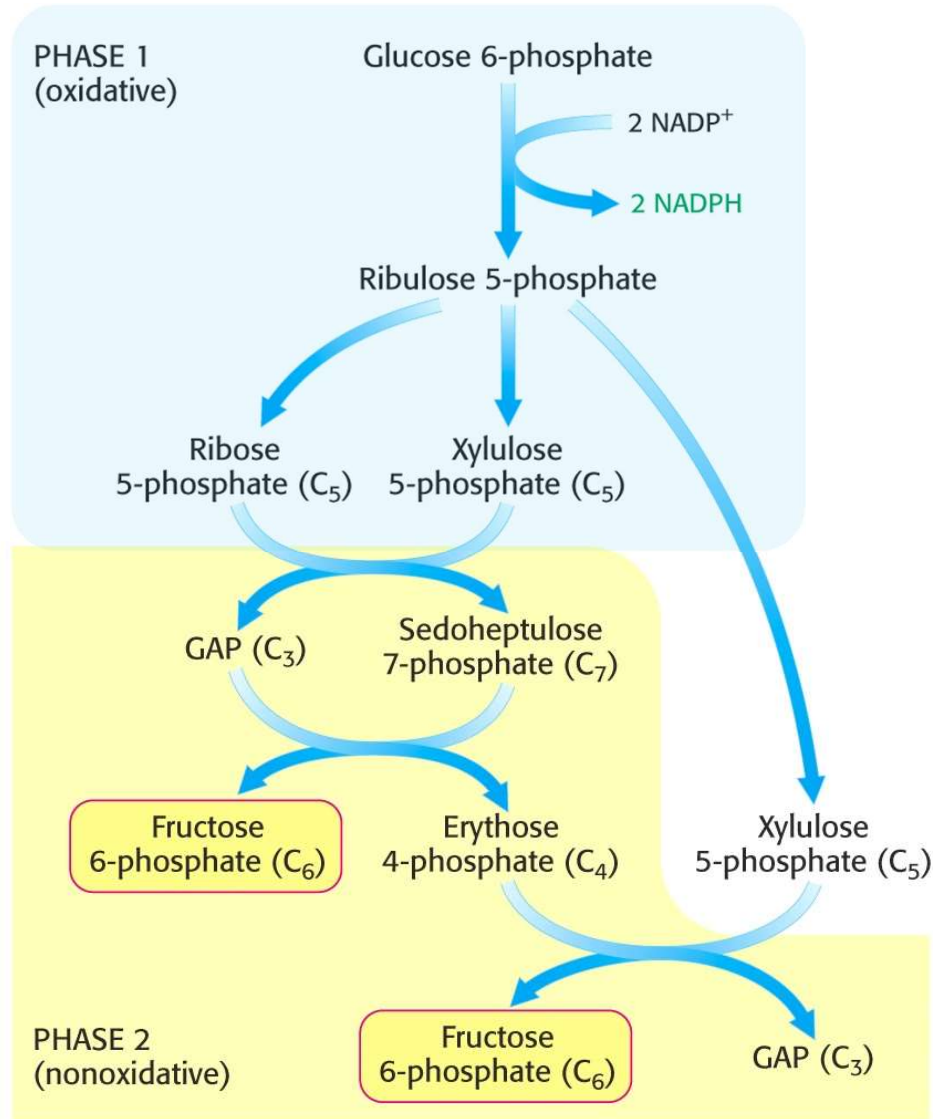 PHASE 1
(oxidative)
Glucose 6-phosphate
2 NADP⁺
2 NADPH
Ribulose 5-phosphate
Ribose
5-phosphate (C₅)
Xylulose
5-phosphate (C₅)
GAP (C₃)
Sedoheptulose
7-phosphate (C₇)
Fructose
6-phosphate (C₆)
Erythose
4-phosphate (C₄)
Xylulose
5-phosphate (C₅)
PHASE 2
(nonoxidative)
Fructose
6-phosphate (C₆)
GAP (C₃)